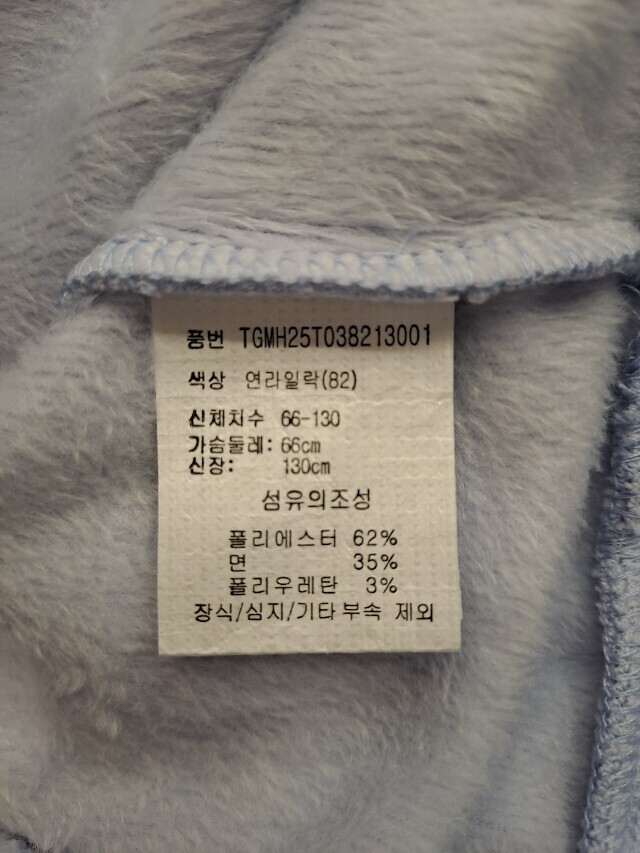 품번 TGMH25T038213001
색상 연라일락(82)
신체치수 66-130
가슴둘레: 66cm
신장: 130cm
섬유의조성
폴리에스터 62%
면 35%
폴리우레탄 3%
장식/심지/기타 부속 제외